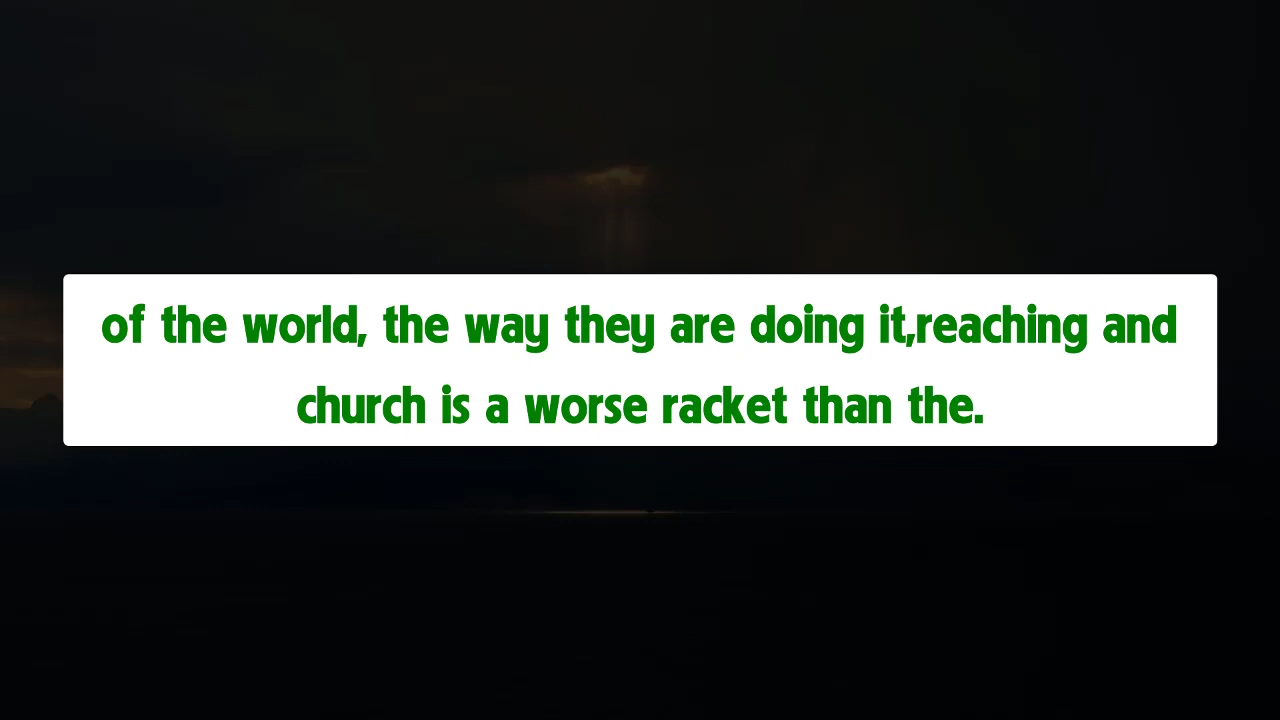 of the world, the way they are doing it,reaching and
church is a worse racket than the.